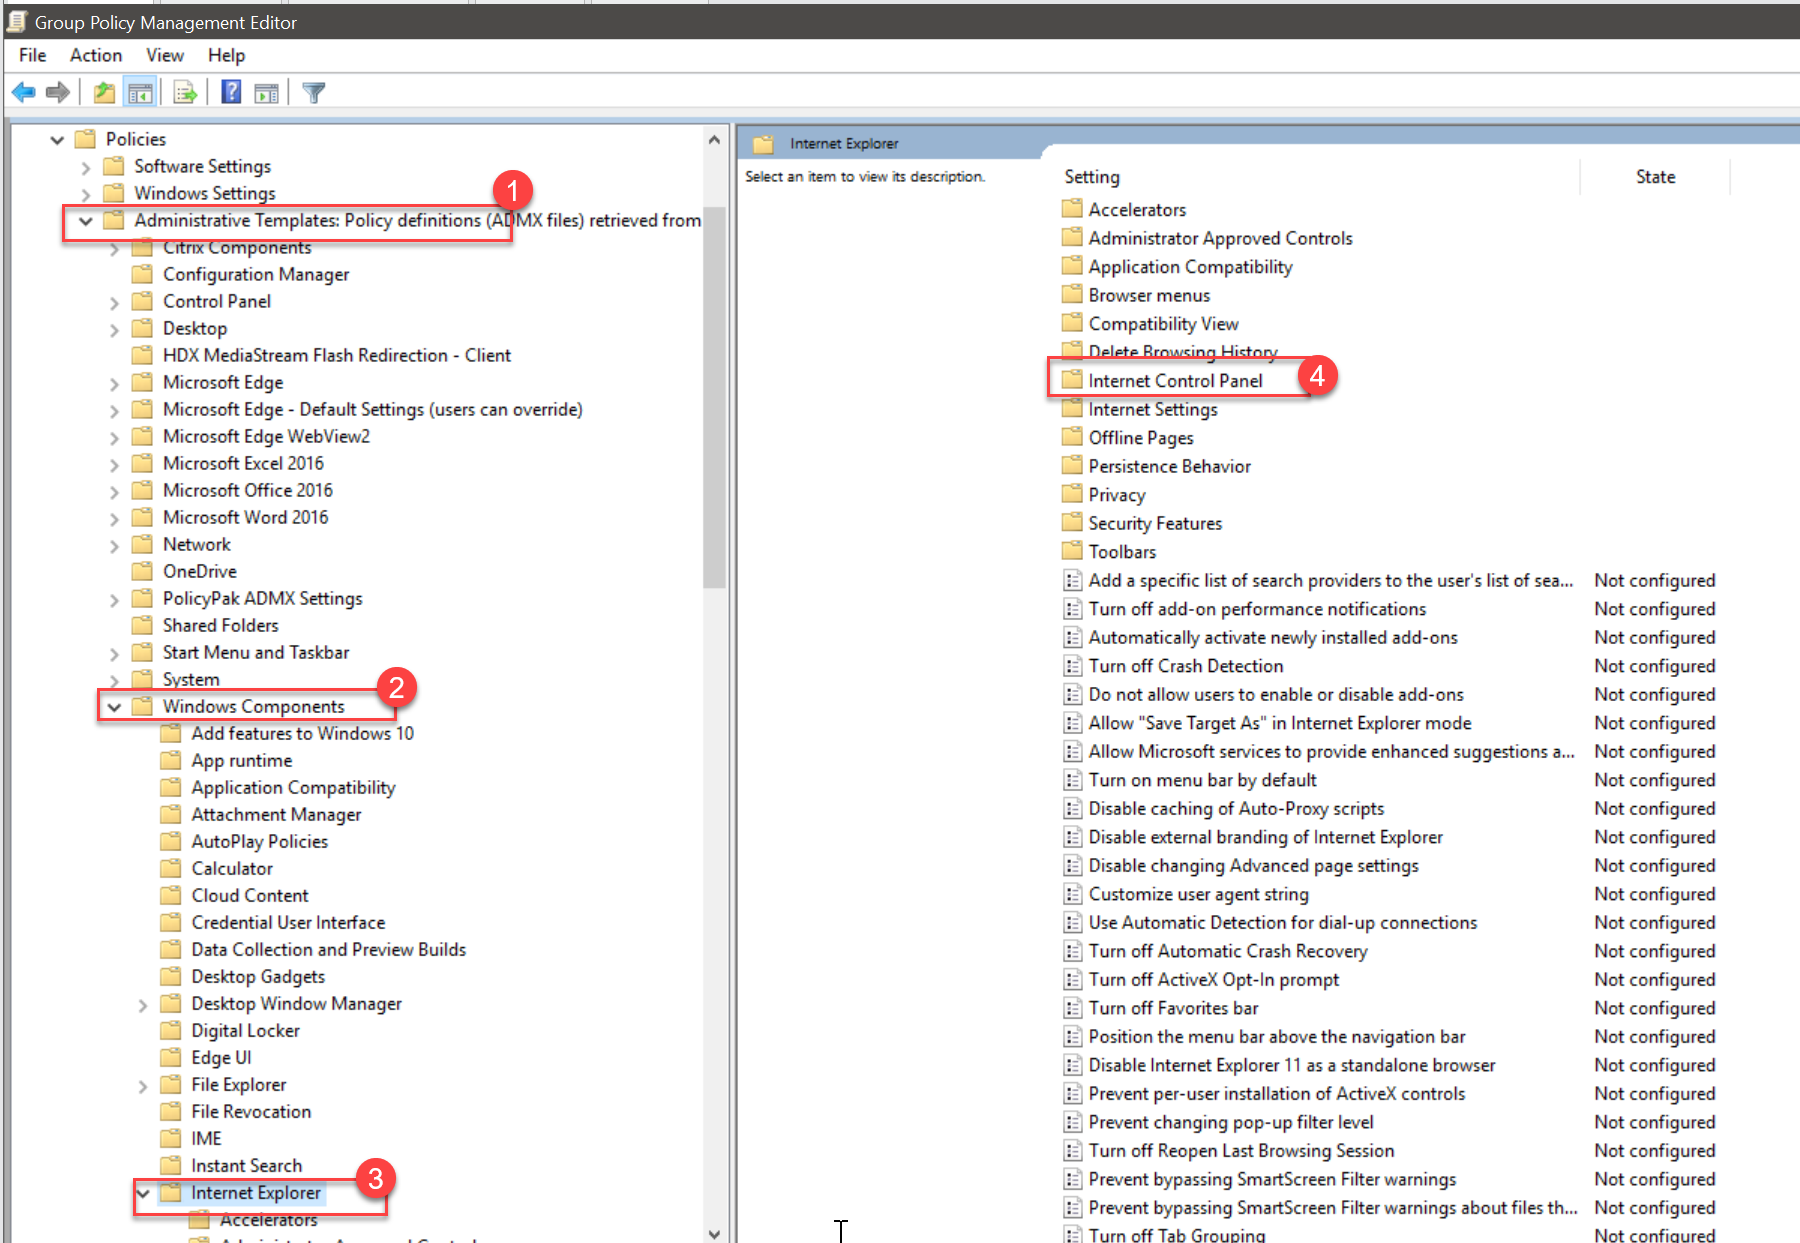 Group Policy Management Editor
File Action View Help
Policies
Software Settings
Windows Settings
1
Administrative Templates: Policy definitions (ADMX files) retrieved from
Citrix Components
Configuration Manager
Control Panel
Desktop
HDX MediaStream Flash Redirection - Client
Microsoft Edge
Microsoft Edge - Default Settings (users can override)
Microsoft Edge WebView2
Microsoft Excel 2016
Microsoft Office 2016
Microsoft Word 2016
Network
OneDrive
PolicyPak ADMX Settings
Shared Folders
Start Menu and Taskbar
System
2
Windows Components
Add features to Windows 10
App runtime
Application Compatibility
Attachment Manager
AutoPlay Policies
Calculator
Cloud Content
Credential User Interface
Data Collection and Preview Builds
Desktop Gadgets
Desktop Window Manager
Digital Locker
Edge UI
File Explorer
File Revocation
IME
Instant Search
3
Internet Explorer
Accelerators
Internet Explorer
Select an item to view its description.
Setting State
Accelerators
Administrator Approved Controls
Application Compatibility
Browser menus
Compatibility View
Delete Browsing History
Internet Control Panel
4
Internet Settings
Offline Pages
Persistence Behavior
Privacy
Security Features
Toolbars
Add a specific list of search providers to the user's list of sea... Not configured
Turn off add-on performance notifications Not configured
Automatically activate newly installed add-ons Not configured
Turn off Crash Detection Not configured
Do not allow users to enable or disable add-ons Not configured
Allow "Save Target As" in Internet Explorer mode Not configured
Allow Microsoft services to provide enhanced suggestions a... Not configured
Turn on menu bar by default Not configured
Disable caching of Auto-Proxy scripts Not configured
Disable external branding of Internet Explorer Not configured
Disable changing Advanced page settings Not configured
Customize user agent string Not configured
Use Automatic Detection for dial-up connections Not configured
Turn off Automatic Crash Recovery Not configured
Turn off ActiveX Opt-In prompt Not configured
Turn off Favorites bar Not configured
Position the menu bar above the navigation bar Not configured
Disable Internet Explorer 11 as a standalone browser Not configured
Prevent per-user installation of ActiveX controls Not configured
Prevent changing pop-up filter level Not configured
Turn off Reopen Last Browsing Session Not configured
Prevent bypassing SmartScreen Filter warnings Not configured
Prevent bypassing SmartScreen Filter warnings about files th... Not configured
Turn off Tab Grouping Not configured